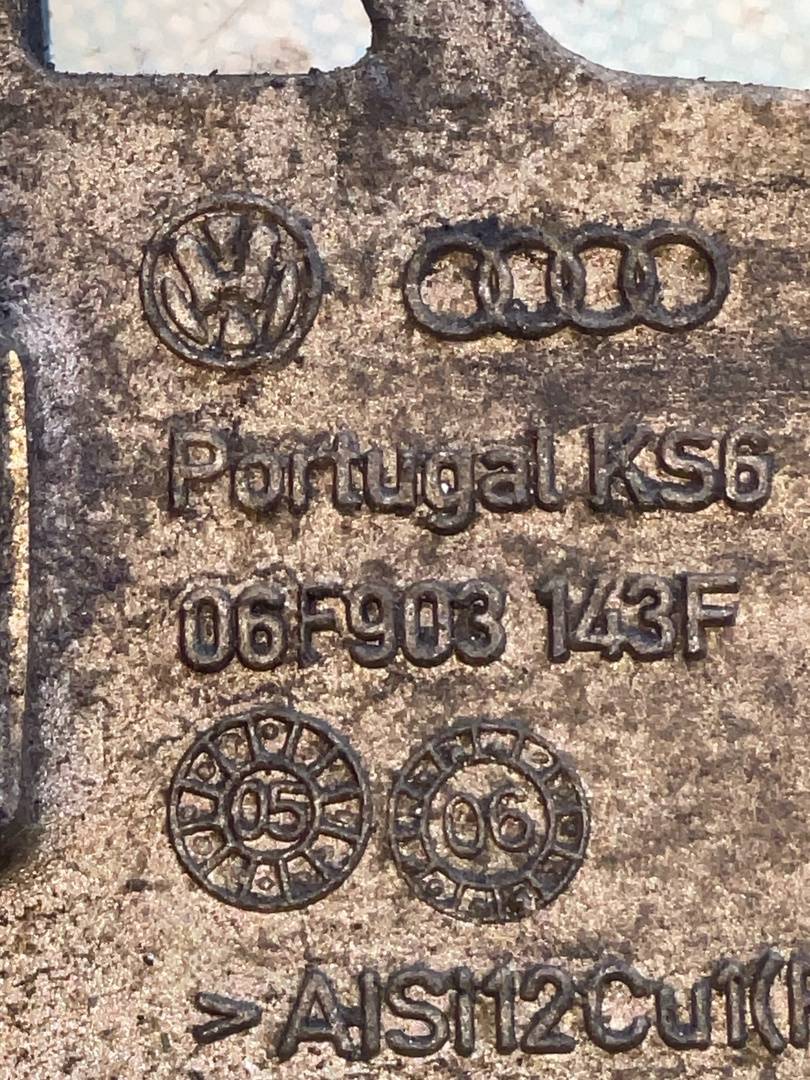 Portugal KS6
06F903 143F
05 06
>AlSi12Cu1(